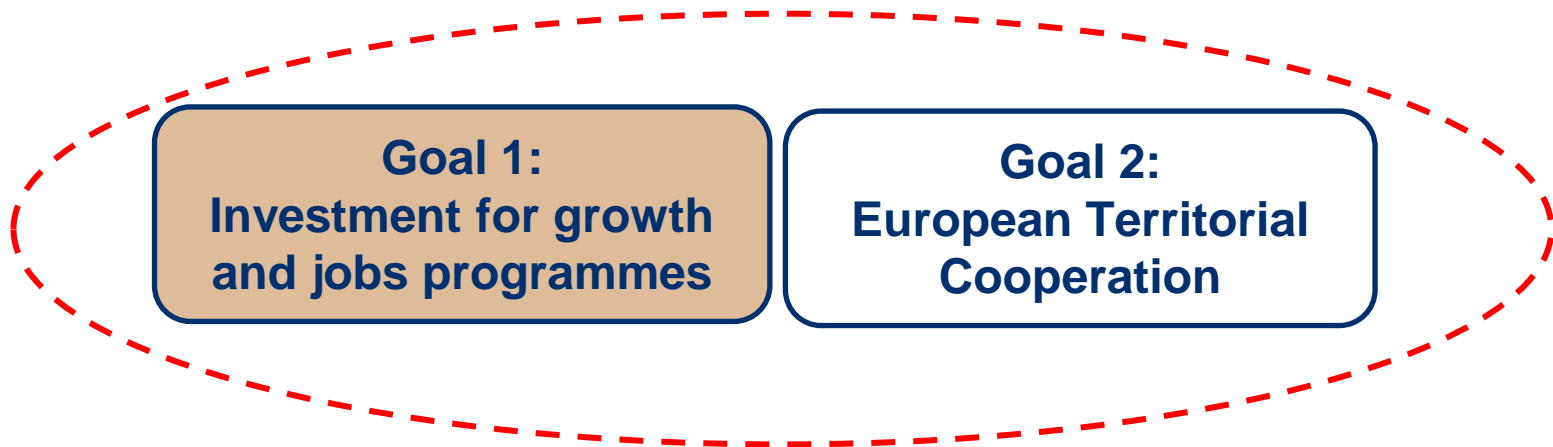 Goal 1:
Investment for growth
and jobs programmes
Goal 2:
European Territorial
Cooperation